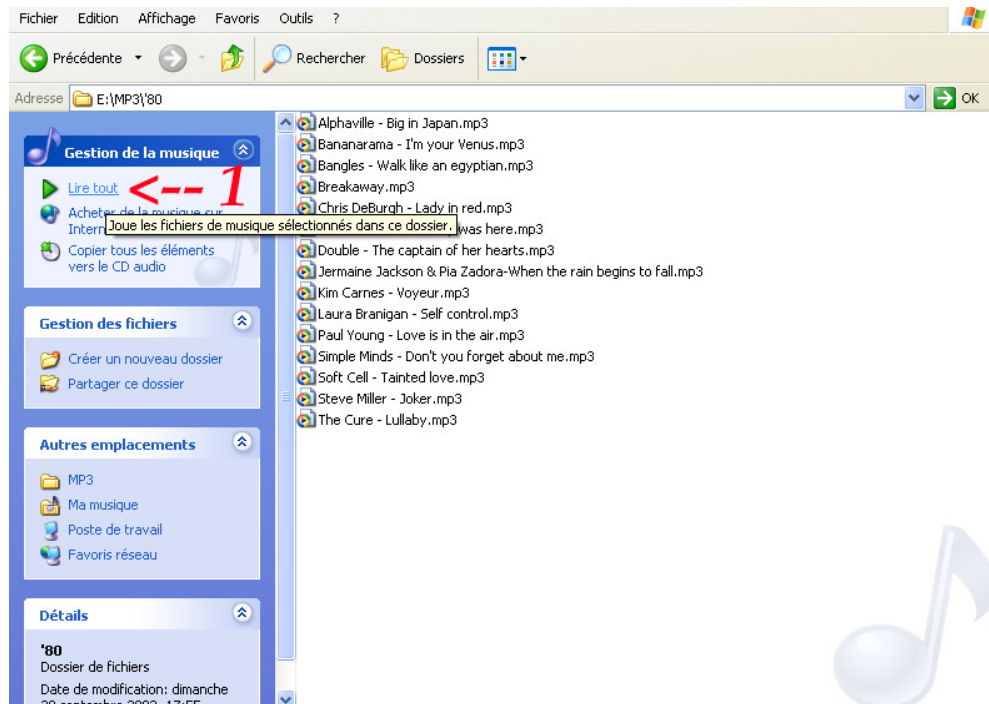 Fichier Edition Affichage Favoris Outils ?
Précédente Rechercher Dossiers
Adresse E:\MP3\'80 OK
Gestion de la musique
Lire tout <-- 1
Acheter de la musique sur
Intern
Joue les fichiers de musique sélectionnés dans ce dossier.
Copier tous les éléments
vers le CD audio
Gestion des fichiers
Créer un nouveau dossier
Partager ce dossier
Autres emplacements
MP3
Ma musique
Poste de travail
Favoris réseau
Détails
'80
Dossier de fichiers
Date de modification: dimanche
Alphaville - Big in Japan.mp3
Bananarama - I'm your Venus.mp3
Bangles - Walk like an egyptian.mp3
Breakaway.mp3
Chris DeBurgh - Lady in red.mp3
was here.mp3
Double - The captain of her hearts.mp3
Jermaine Jackson & Pia Zadora-When the rain begins to fall.mp3
Kim Carnes - Voyeur.mp3
Laura Branigan - Self control.mp3
Paul Young - Love is in the air.mp3
Simple Minds - Don't you forget about me.mp3
Soft Cell - Tainted love.mp3
Steve Miller - Joker.mp3
The Cure - Lullaby.mp3